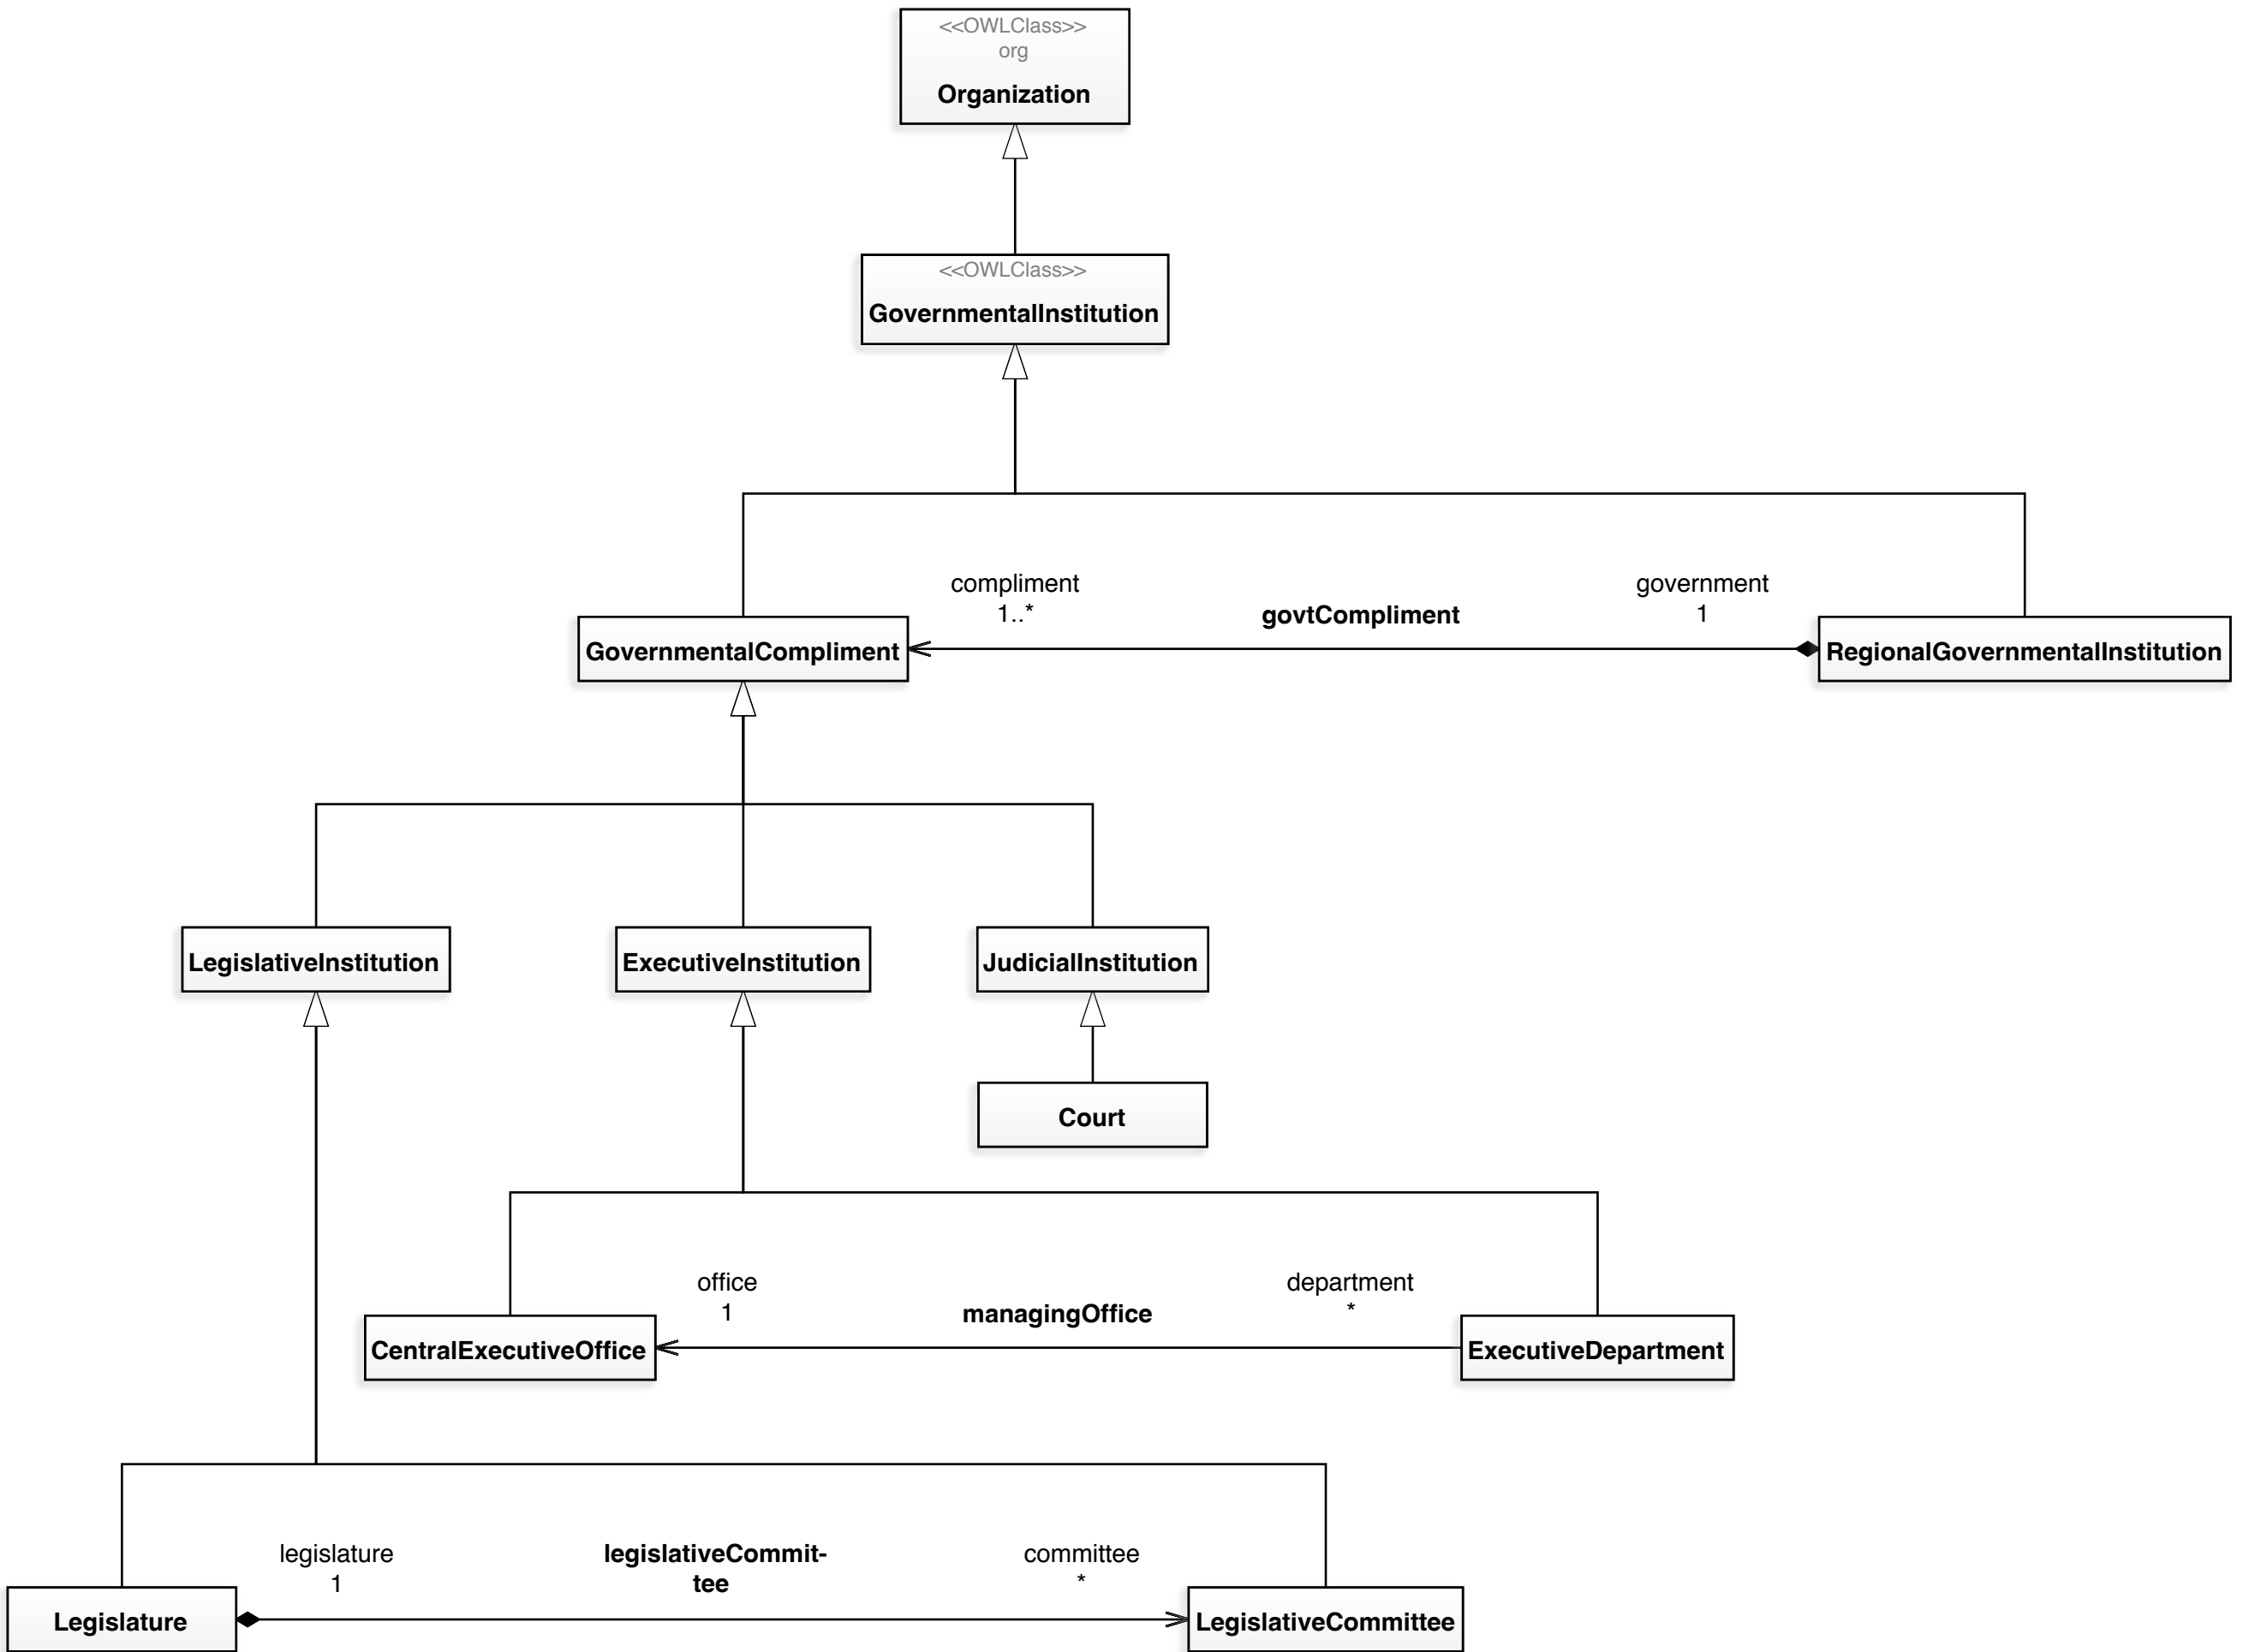 <<OWLClass>>
org
Organization
<<OWLClass>>
GovernmentalInstitution
compliment
1..*
govtCompliment
government
1
GovernmentalCompliment
RegionalGovernmentalInstitution
LegislativeInstitution
ExecutiveInstitution
JudicialInstitution
Court
office
1
managingOffice
department
*
CentralExecutiveOffice
ExecutiveDepartment
legislature
1
legislativeCommit-
tee
committee
*
Legislature
LegislativeCommittee